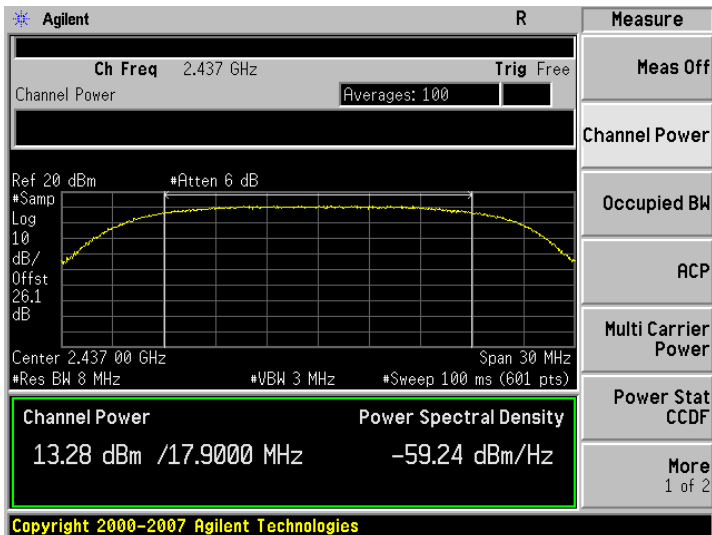 Agilent R Measure
Ch Freq 2.437 GHz Trig Free
Channel Power Averages: 100
Meas Off
Channel Power
Ref 20 dBm #Atten 6 dB
#Samp
Log
10
dB/
Offst
26.1
dB
Occupied BW
ACP
Multi Carrier
Power
Center 2.437 00 GHz Span 30 MHz
#Res BW 8 MHz #VBW 3 MHz #Sweep 100 ms (601 pts)
Power Stat
CCDF
Channel Power Power Spectral Density
13.28 dBm /17.9000 MHz -59.24 dBm/Hz
More
1 of 2
Copyright 2000-2007 Agilent Technologies